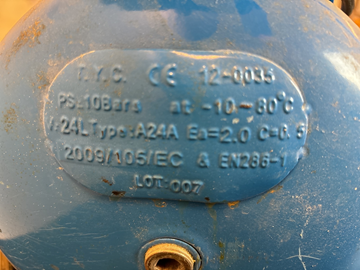 T.Y.C. CE 12-0035
PS:10Bars at -10~80°C
V-24L Type:A24A Ea=2.0 C=0.5
2009/105/EC & EN286-1
LOT:007